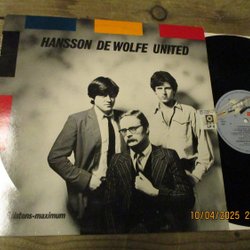 HANSSON DE WOLFE UNITED
Existens-maximum
10/04/2025